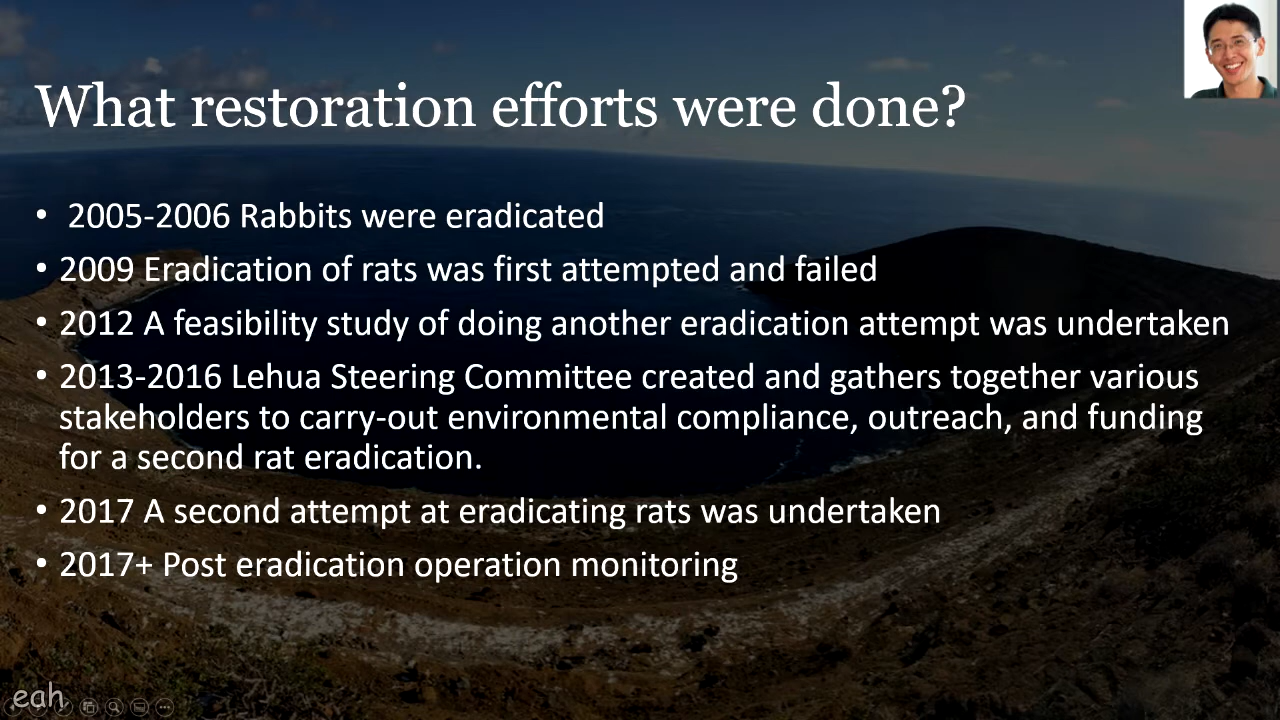 What restoration efforts were done?
• 2005-2006 Rabbits were eradicated
• 2009 Eradication of rats was first attempted and failed
• 2012 A feasibility study of doing another eradication attempt was undertaken
• 2013-2016 Lehua Steering Committee created and gathers together various
stakeholders to carry-out environmental compliance, outreach, and funding
for a second rat eradication.
• 2017 A second attempt at eradicating rats was undertaken
• 2017+ Post eradication operation monitoring
eah